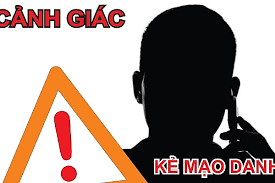 CẢNH GIÁC
KẺ MẠO DANH